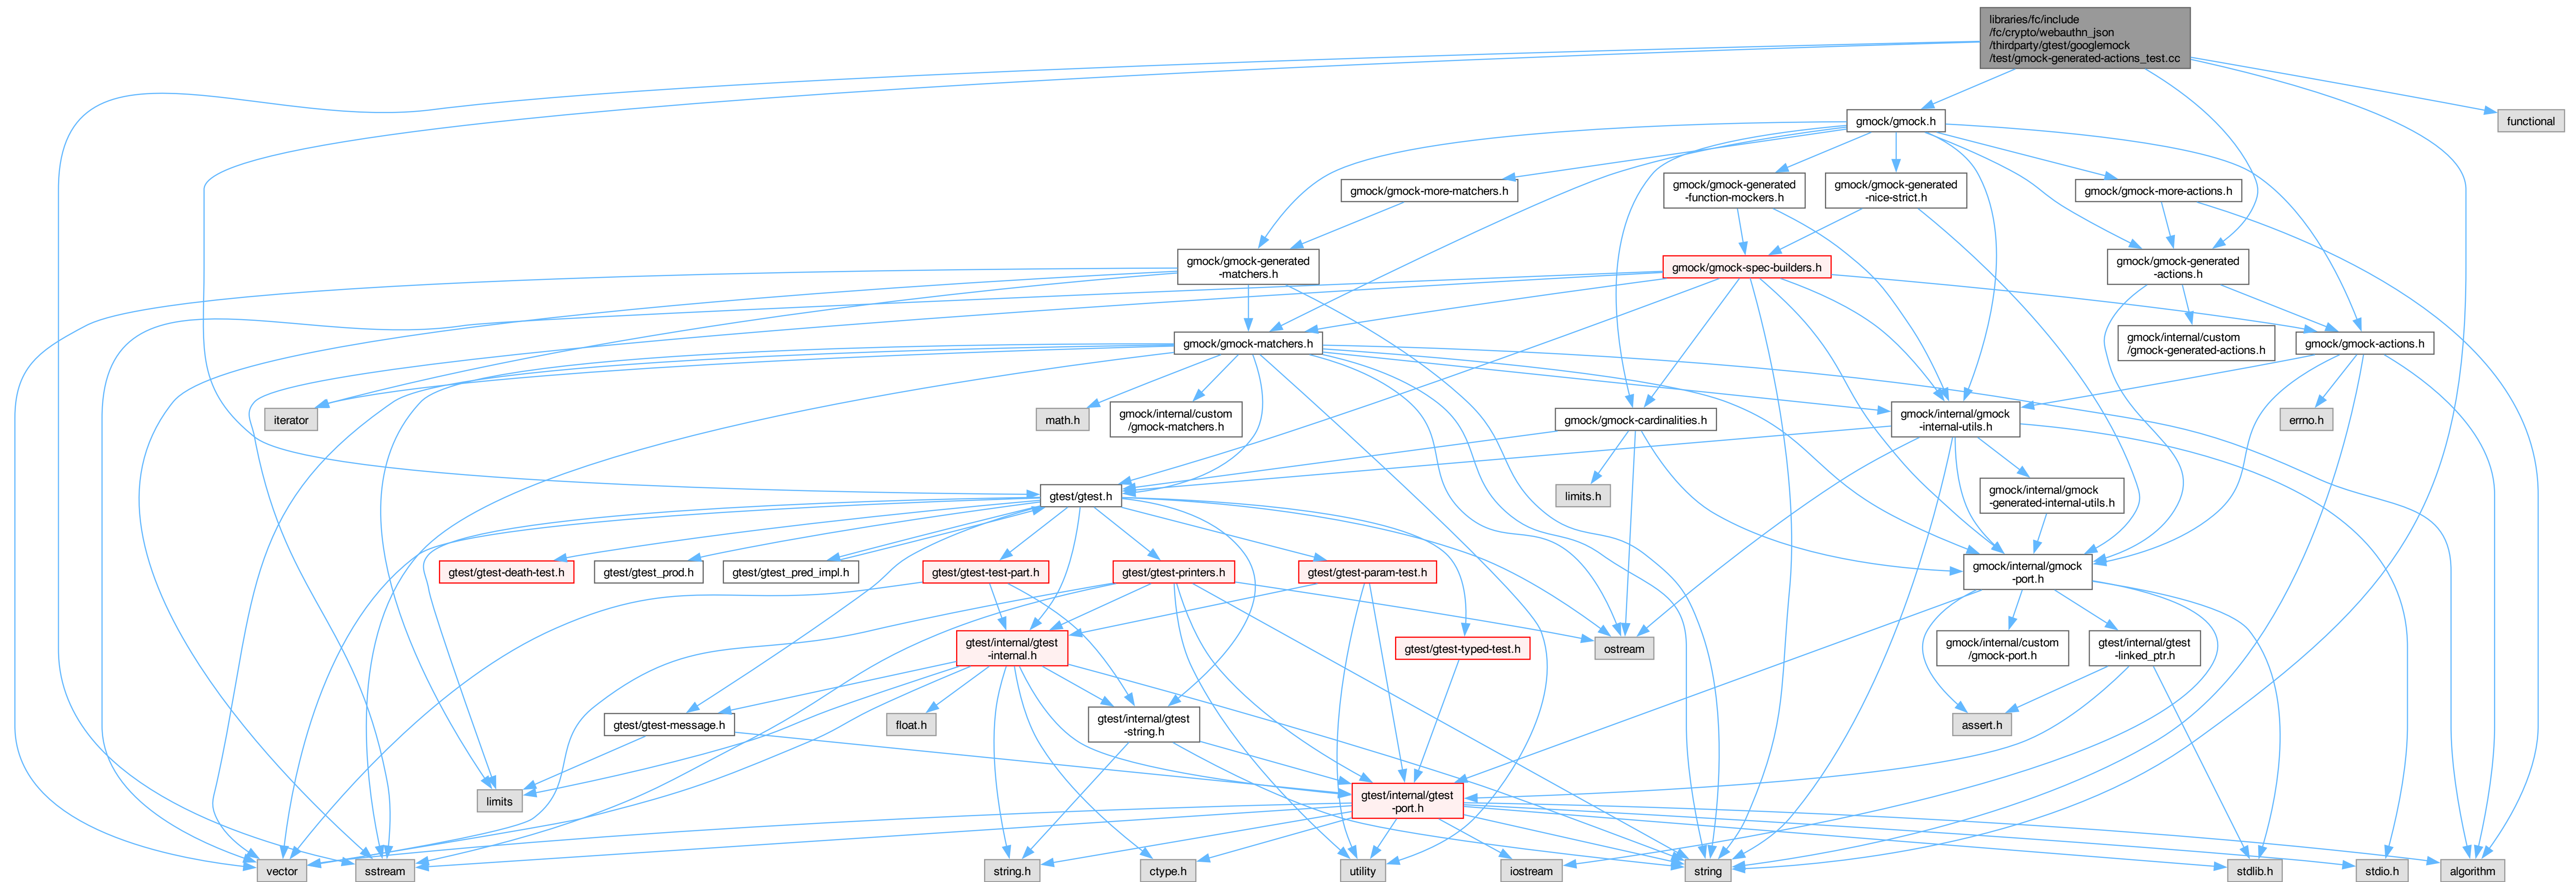 libraries/fc/include
/fc/crypto/webauthn_json
/thirdparty/gtest/googlemock
/test/gmock-generated-actions_test.cc
gmock/gmock.h
functional
gmock/gmock-more-matchers.h
gmock/gmock-generated
-function-mockers.h
gmock/gmock-generated
-nice-strict.h
gmock/gmock-more-actions.h
gmock/gmock-generated
-matchers.h
gmock/gmock-spec-builders.h
gmock/gmock-generated
-actions.h
gmock/gmock-matchers.h
gmock/internal/custom
/gmock-generated-actions.h
gmock/gmock-actions.h
iterator
math.h
gmock/internal/custom
/gmock-matchers.h
gmock/gmock-cardinalities.h
gmock/internal/gmock
-internal-utils.h
errno.h
gtest/gtest.h
limits.h
gmock/internal/gmock
-generated-internal-utils.h
gtest/gtest-death-test.h
gtest/gtest_prod.h
gtest/gtest_pred_impl.h
gtest/gtest-test-part.h
gtest/gtest-printers.h
gtest/gtest-param-test.h
gmock/internal/gmock
-port.h
gtest/internal/gtest
-internal.h
gtest/gtest-typed-test.h
ostream
gmock/internal/custom
/gmock-port.h
gtest/internal/gtest
-linked_ptr.h
gtest/gtest-message.h
float.h
gtest/internal/gtest
-string.h
assert.h
limits
gtest/internal/gtest
-port.h
vector
sstream
string.h
ctype.h
utility
iostream
string
stdlib.h
stdio.h
algorithm